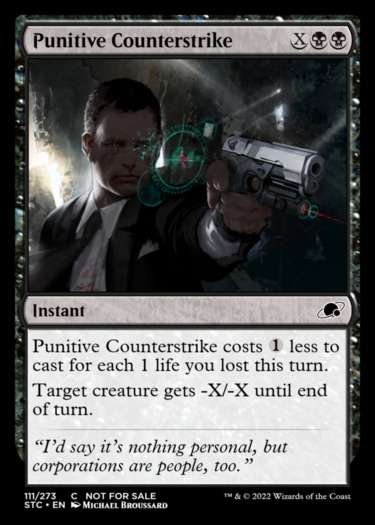 Punitive Counterstrike X
Instant
Punitive Counterstrike costs 1 less to
cast for each 1 life you lost this turn.
Target creature gets -X/-X until end
of turn.
“I’d say it’s nothing personal, but
corporations are people, too.”
111/273 C NOT FOR SALE
STC • EN Michael Broussard
™ & © 2022 Wizards of the Coast